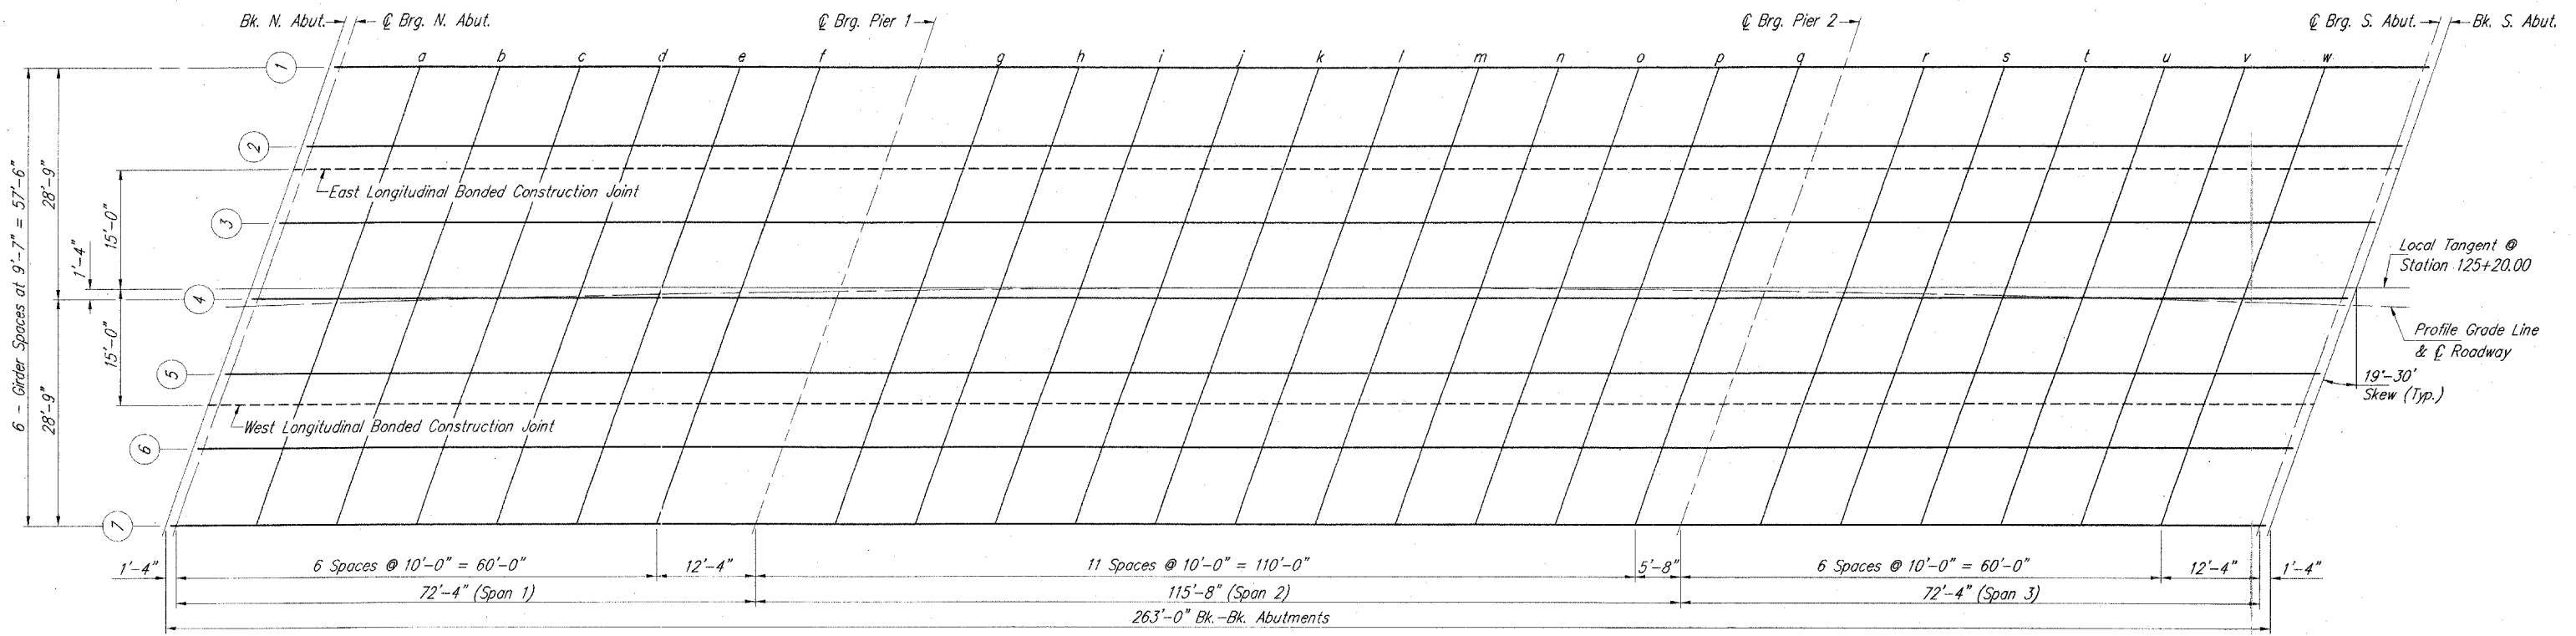 Bk. N. Abut.
℄ Brg. N. Abut.
℄ Brg. Pier 1
℄ Brg. Pier 2
℄ Brg. S. Abut.
Bk. S. Abut.
a b c d e f g h i j k l m n o p q r s t u v w
1
2
East Longitudinal Bonded Construction Joint
3
4
5
West Longitudinal Bonded Construction Joint
6
7
6 - Girder Spaces at 9'-7" = 57'-6"
28'-9"
28'-9"
1'-4"
15'-0"
15'-0"
Local Tangent @
Station 125+20.00
Profile Grade Line
& ℄ Roadway
19°-30'
Skew (Typ.)
1'-4"
6 Spaces @ 10'-0" = 60'-0"
12'-4"
11 Spaces @ 10'-0" = 110'-0"
5'-8"
6 Spaces @ 10'-0" = 60'-0"
12'-4"
1'-4"
72'-4" (Span 1)
115'-8" (Span 2)
72'-4" (Span 3)
263'-0" Bk.-Bk. Abutments